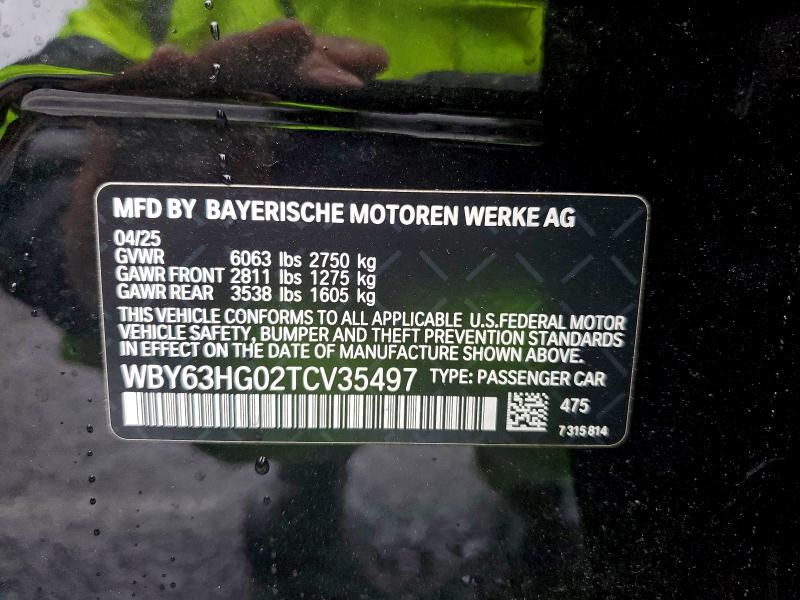 MFD BY BAYERISCHE MOTOREN WERKE AG
04/25
GVWR 6063 lbs 2750 kg
GAWR FRONT 2811 lbs 1275 kg
GAWR REAR 3538 lbs 1605 kg
THIS VEHICLE CONFORMS TO ALL APPLICABLE U.S.FEDERAL MOTOR
VEHICLE SAFETY, BUMPER AND THEFT PREVENTION STANDARDS
IN EFFECT ON THE DATE OF MANUFACTURE SHOWN ABOVE.
WBY63HG02TCV35497 TYPE: PASSENGER CAR
475
7 315 814